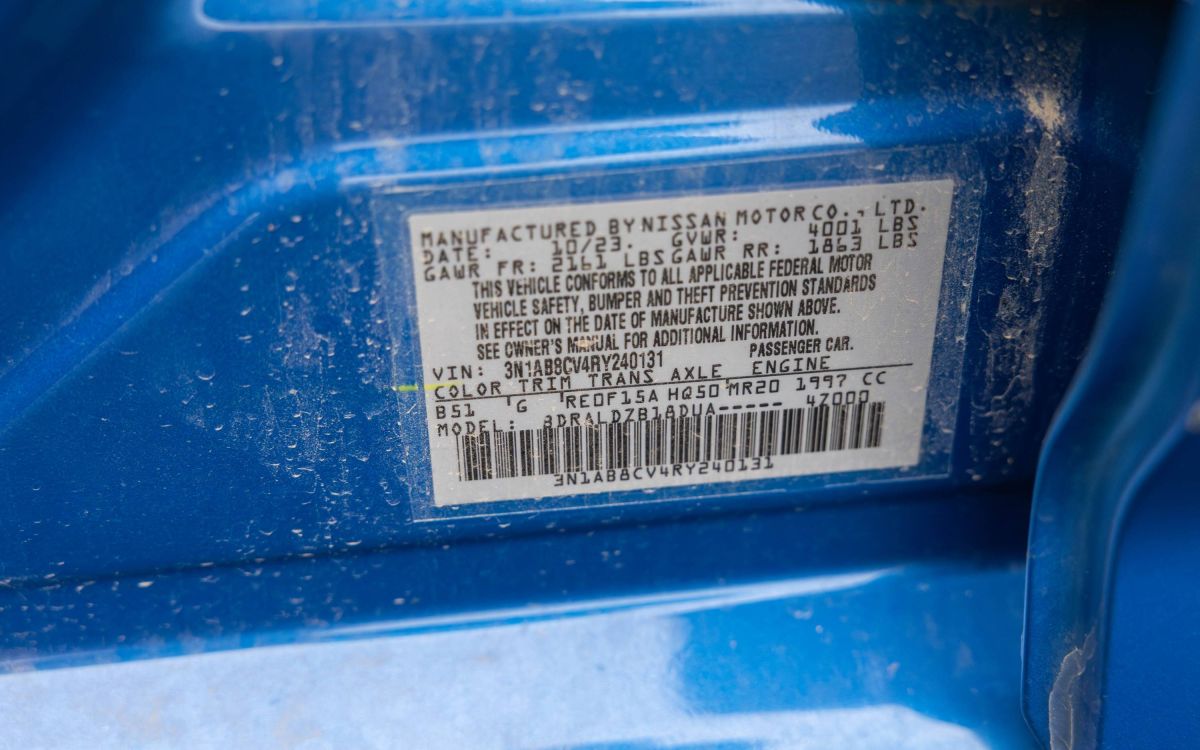 MANUFACTURED BY NISSAN MOTOR CO., LTD.
DATE: 10/23. GVWR: 4001 LBS
GAWR FR: 2161 LBS GAWR RR: 1863 LBS
THIS VEHICLE CONFORMS TO ALL APPLICABLE FEDERAL MOTOR
VEHICLE SAFETY, BUMPER AND THEFT PREVENTION STANDARDS
IN EFFECT ON THE DATE OF MANUFACTURE SHOWN ABOVE.
SEE OWNER'S MANUAL FOR ADDITIONAL INFORMATION.
VIN: 3N1AB8CV4RY240131 PASSENGER CAR.
COLOR TRIM TRANS AXLE ENGINE
B51 'G 'RE0F15A HQ50 MR20 1997 CC
MODEL: BDRALDZB18DUA----- 47000
3N1AB8CV4RY240131